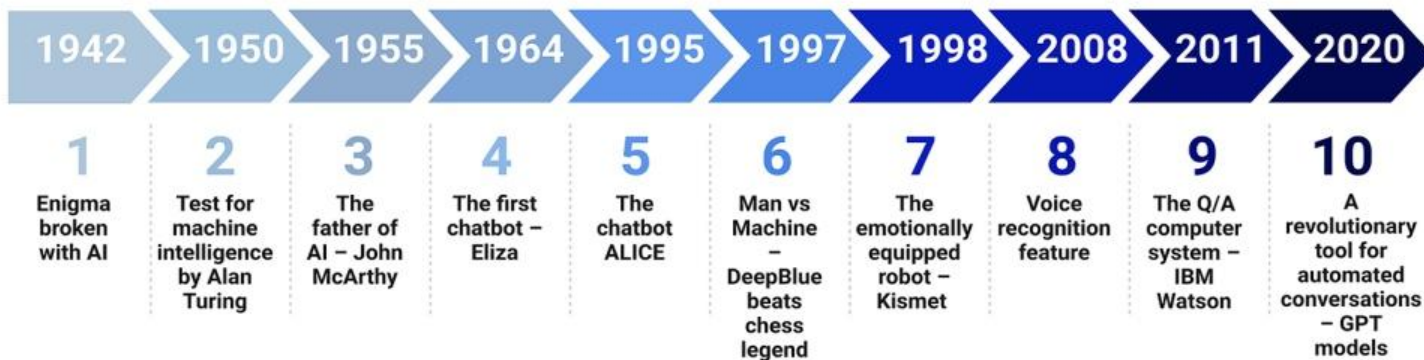 1942
1950
1955
1964
1995
1997
1998
2008
2011
2020
1
Enigma
broken
with AI
2
Test for
machine
intelligence
by Alan
Turing
3
The
father of
AI – John
McArthy
4
The first
chatbot –
Eliza
5
The
chatbot
ALICE
6
Man vs
Machine
–
DeepBlue
beats
chess
legend
7
The
emotionally
equipped
robot –
Kismet
8
Voice
recognition
feature
9
The Q/A
computer
system –
IBM
Watson
10
A
revolutionary
tool for
automated
conversations
– GPT
models